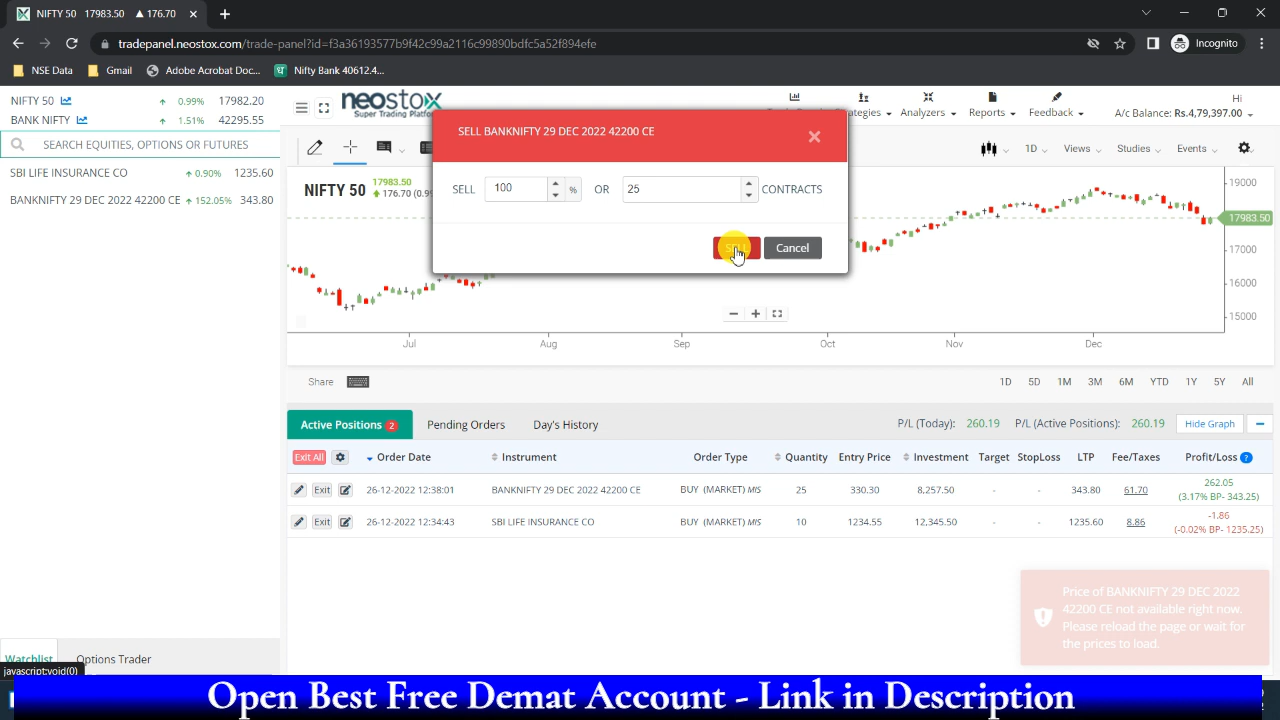 NIFTY 50 17983.50 ▲ 176.70
tradepanel.neostox.com/trade-panel?id=f3a36193577b9f42c99a2116c99890bdfc5a52f894efe
Incognito
NSE Data Gmail Adobe Acrobat Doc... Nifty Bank 40612.4...
NIFTY 50 0.99% 17982.20
BANK NIFTY 1.51% 42295.55
SEARCH EQUITIES, OPTIONS OR FUTURES
SBI LIFE INSURANCE CO 0.90% 1235.60
BANKNIFTY 29 DEC 2022 42200 CE 152.05% 343.80
neostox
Super Trading Platfo
ategies Analyzers Reports Feedback
Hi
A/c Balance: Rs.4,79,397.00
1D Views Studies Events
NIFTY 50 17983.50
176.70 (0.99
SELL BANKNIFTY 29 DEC 2022 42200 CE
SELL 100 % OR 25 CONTRACTS
SELL Cancel
19000
17983.50
17000
16000
15000
Jul Aug Sep Oct Nov Dec
Share
1D 5D 1M 3M 6M YTD 1Y 5Y All
Active Positions 2 Pending Orders Day's History
P/L (Today): 260.19 P/L (Active Positions): 260.19 Hide Graph
Exit All Order Date Instrument Order Type Quantity Entry Price Investment Target StopLoss LTP Fee/Taxes Profit/Loss ?
Exit 26-12-2022 12:38:01 BANKNIFTY 29 DEC 2022 42200 CE BUY (MARKET) MIS 25 330.30 8,257.50 - - 343.80 61.70 262.05
(3.17% BP- 343.25)
Exit 26-12-2022 12:34:43 SBI LIFE INSURANCE CO BUY (MARKET) MIS 10 1234.55 12,345.50 - - 1235.60 8.86 -1.86
(-0.02% BP- 1235.25)
Price of BANKNIFTY 29 DEC 2022
42200 CE not available right now.
Please reload the page or wait for
the prices to load.
Watchlist Options Trader
javascript:void(0)
Open Best Free Demat Account - Link in Description